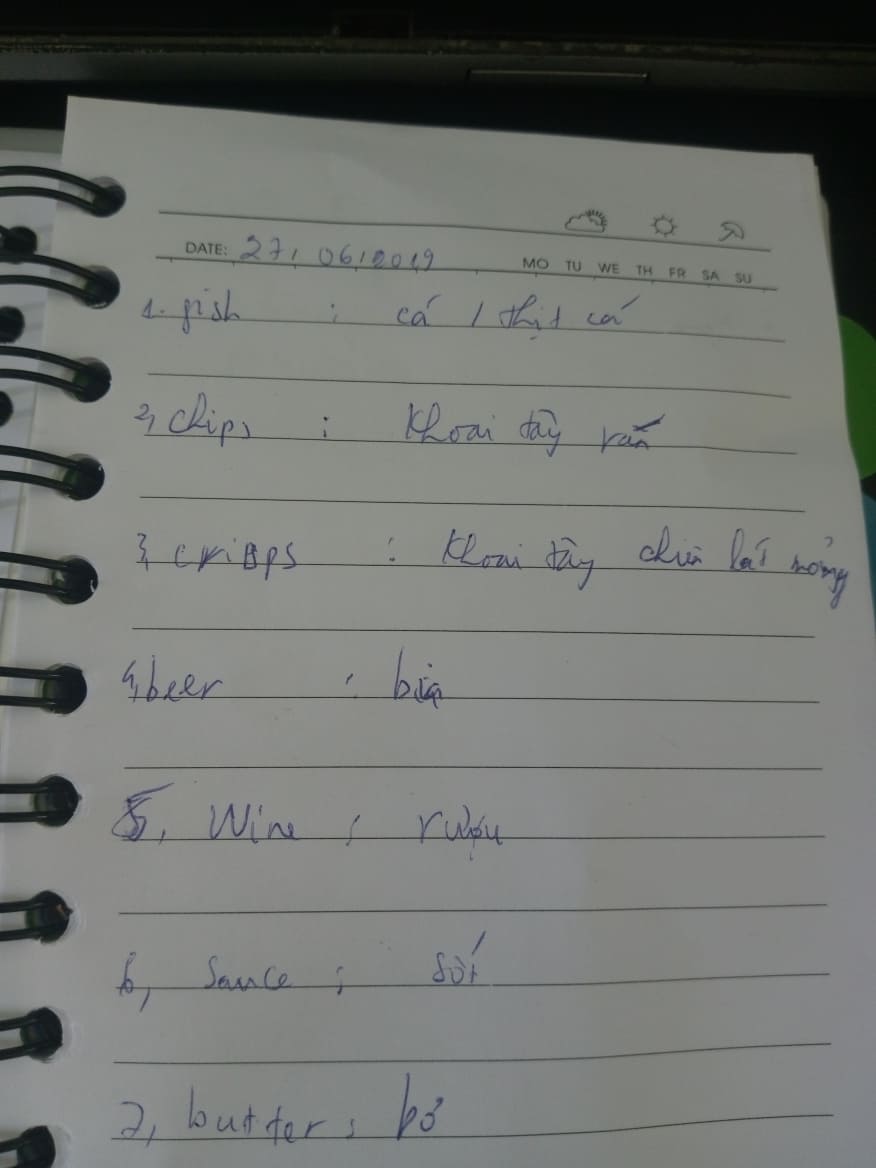 DATE: 27, 06, 2019 MO TU WE TH FR SA SU
1. fish : cá / thịt cá
2, chips : Khoai tây rán
3, crisps : Khoai tây chiên lát mỏng
4, beer : bia
5, Wine : rượu
6, Sauce : sốt
7, butter : bơ